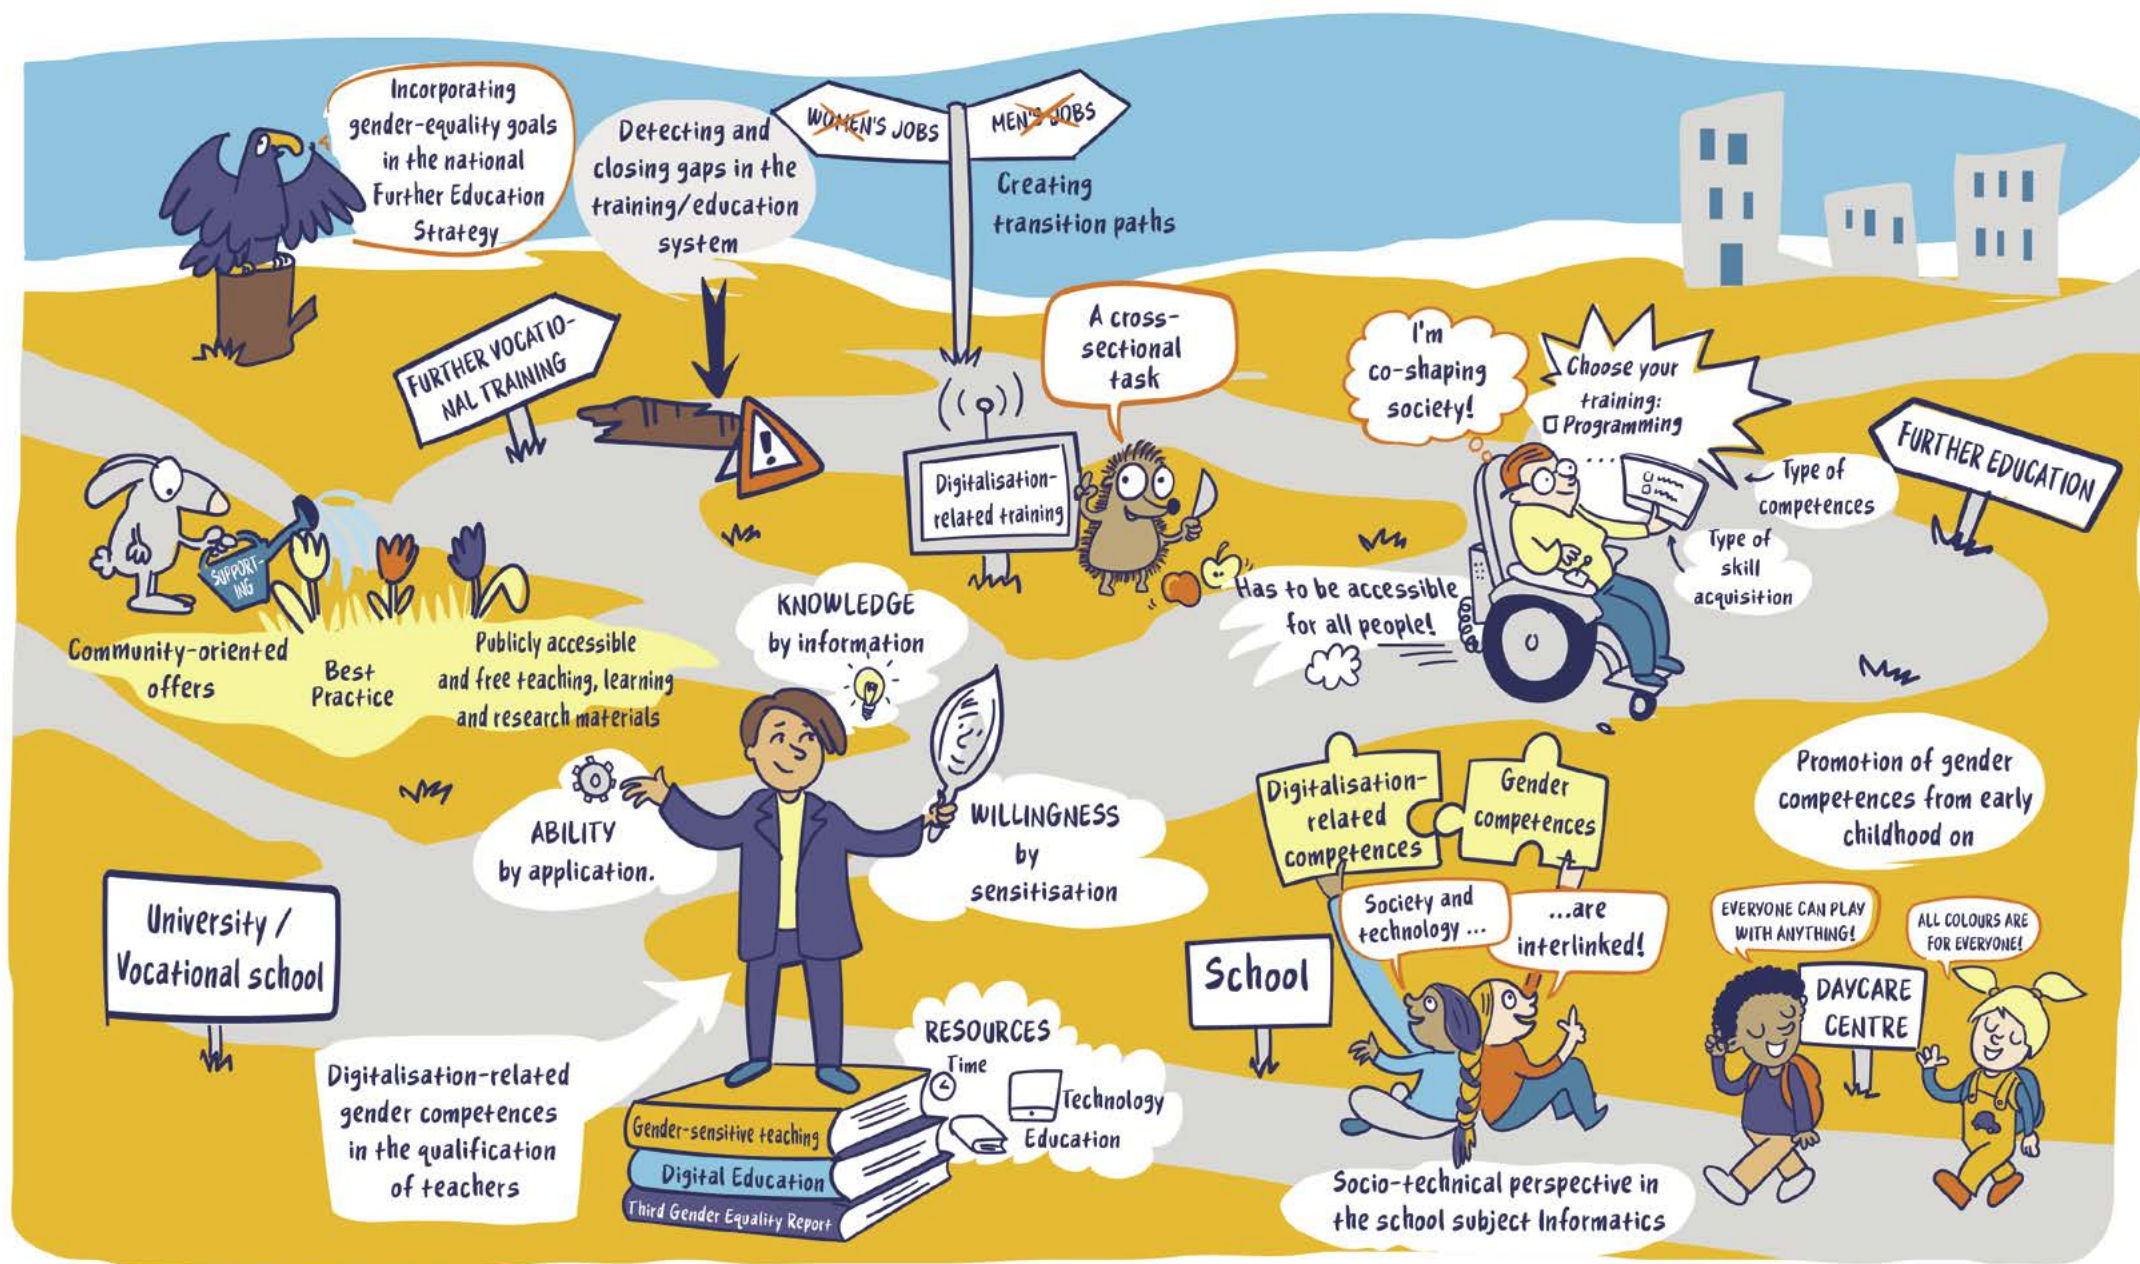 Incorporating
gender-equality goals
in the national
Further Education
Strategy
Detecting and
closing gaps in the
training/education
system
WOMEN'S JOBS
MEN'S JOBS
Creating
transition paths
FURTHER VOCATIO-
NAL TRAINING
A cross-
sectional
task
Digitalisation-
related training
I'm
co-shaping
society!
Choose your
training:
Programming
...
Type of
competences
Type of
skill
acquisition
FURTHER EDUCATION
Has to be accessible
for all people!
SUPPORT-
ING
Community-oriented
offers
Best
Practice
Publicly accessible
and free teaching, learning
and research materials
KNOWLEDGE
by information
ABILITY
by application.
WILLINGNESS
by
sensitisation
Digitalisation-
related
competences
Gender
competences
Promotion of gender
competences from early
childhood on
University /
Vocational school
School
Society and
technology ...
...are
interlinked!
EVERYONE CAN PLAY
WITH ANYTHING!
ALL COLOURS ARE
FOR EVERYONE!
DAYCARE
CENTRE
Digitalisation-related
gender competences
in the qualification
of teachers
RESOURCES
Time
Technology
Education
Gender-sensitive teaching
Digital Education
Third Gender Equality Report
Socio-technical perspective in
the school subject Informatics